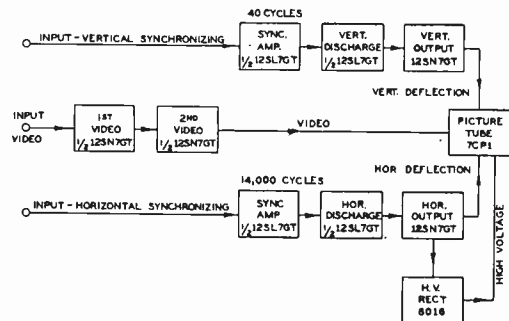 40 CYCLES
INPUT-VERTICAL SYNCHRONIZING
SYNC.
AMP.
1/2 12SL7GT
VERT.
DISCHARGE
1/2 12SL7GT
VERT.
OUTPUT
12SN7GT
VERT. DEFLECTION
INPUT
VIDEO
1ST
VIDEO
1/2 12SN7GT
2ND
VIDEO
1/2 12SN7GT
VIDEO
PICTURE
TUBE
7CP1
HOR DEFLECTION
14,000 CYCLES
INPUT-HORIZONTAL SYNCHRONIZING
SYNC
AMP
1/2 12SL7GT
HOR.
DISCHARGE
1/2 12SL7GT
HOR.
OUTPUT
12SN7GT
HIGH VOLTAGE
H.V.
RECT
8016